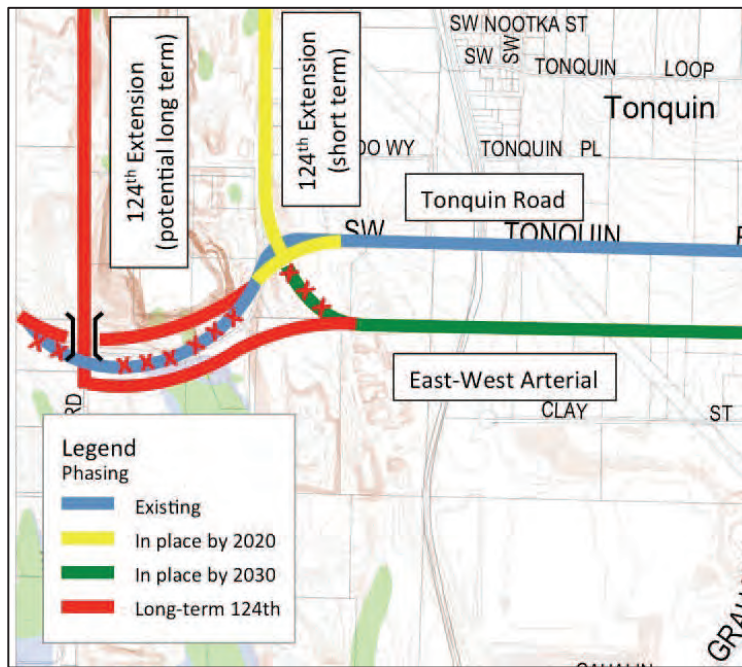 SW NOOTKA ST
SW
SW
TONQUIN LOOP
Tonquin
TONQUIN PL
124th Extension
(potential long term)
124th Extension
(short term)
Tonquin Road
SW TONQUIN
East-West Arterial
CLAY ST
RD
Legend
Phasing
Existing
In place by 2020
In place by 2030
Long-term 124th